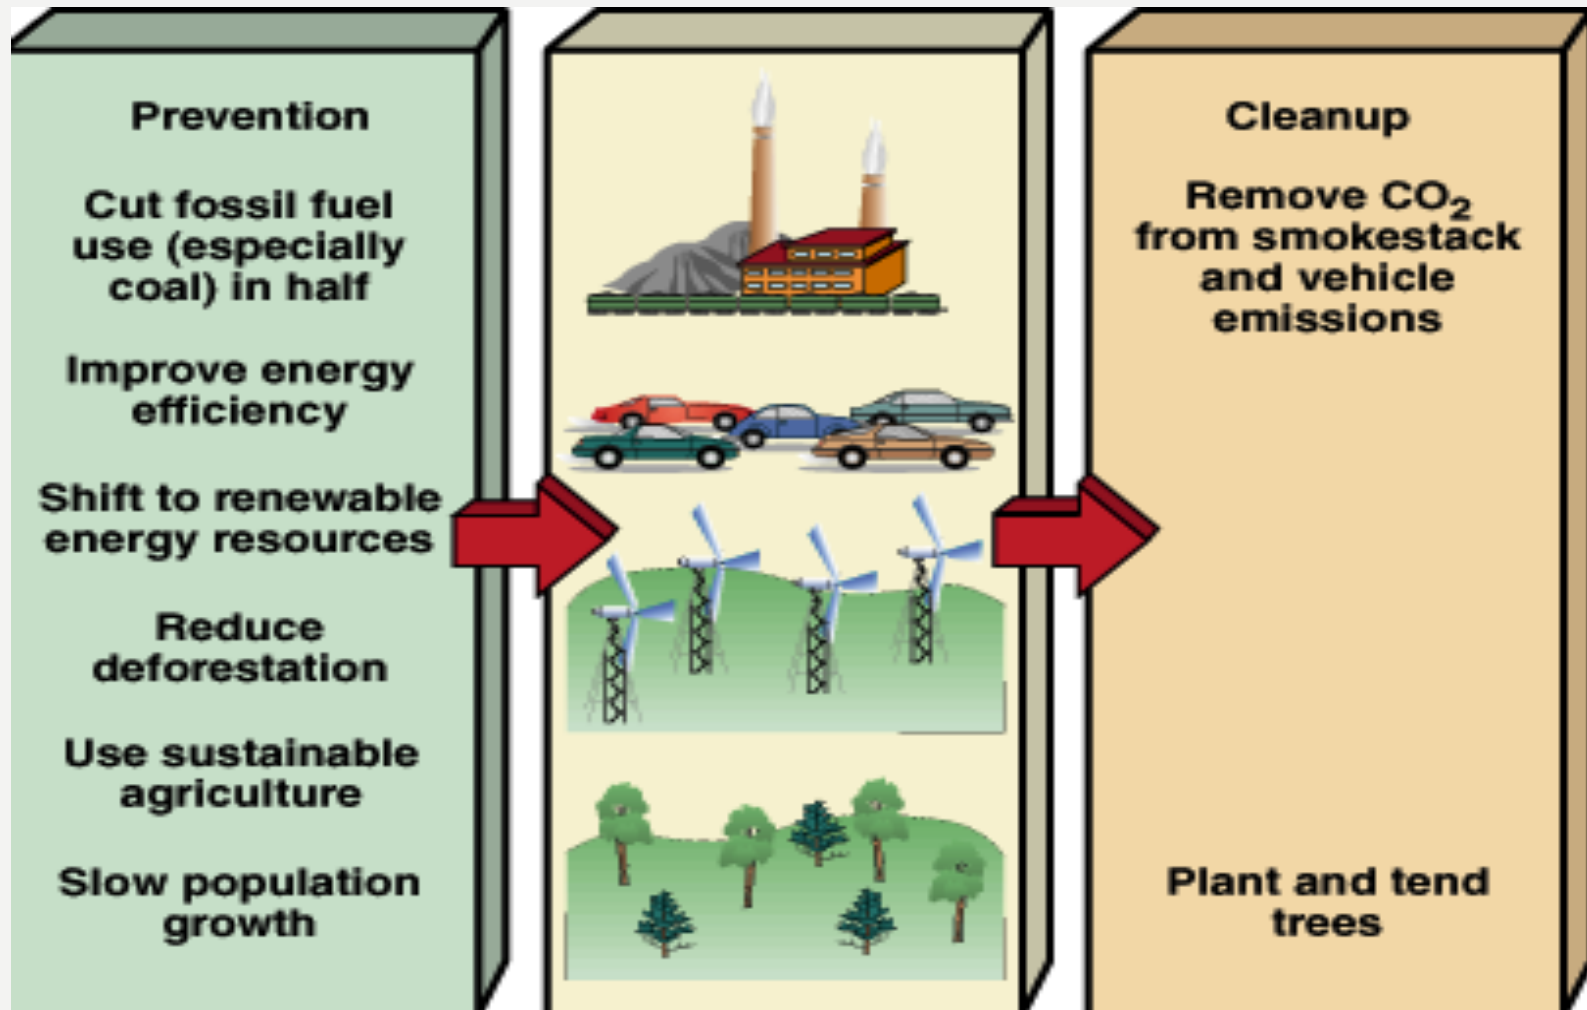 Prevention
Cut fossil fuel
use (especially
coal) in half
Improve energy
efficiency
Shift to renewable
energy resources
Reduce
deforestation
Use sustainable
agriculture
Slow population
growth
Cleanup
Remove CO₂
from smokestack
and vehicle
emissions
Plant and tend
trees